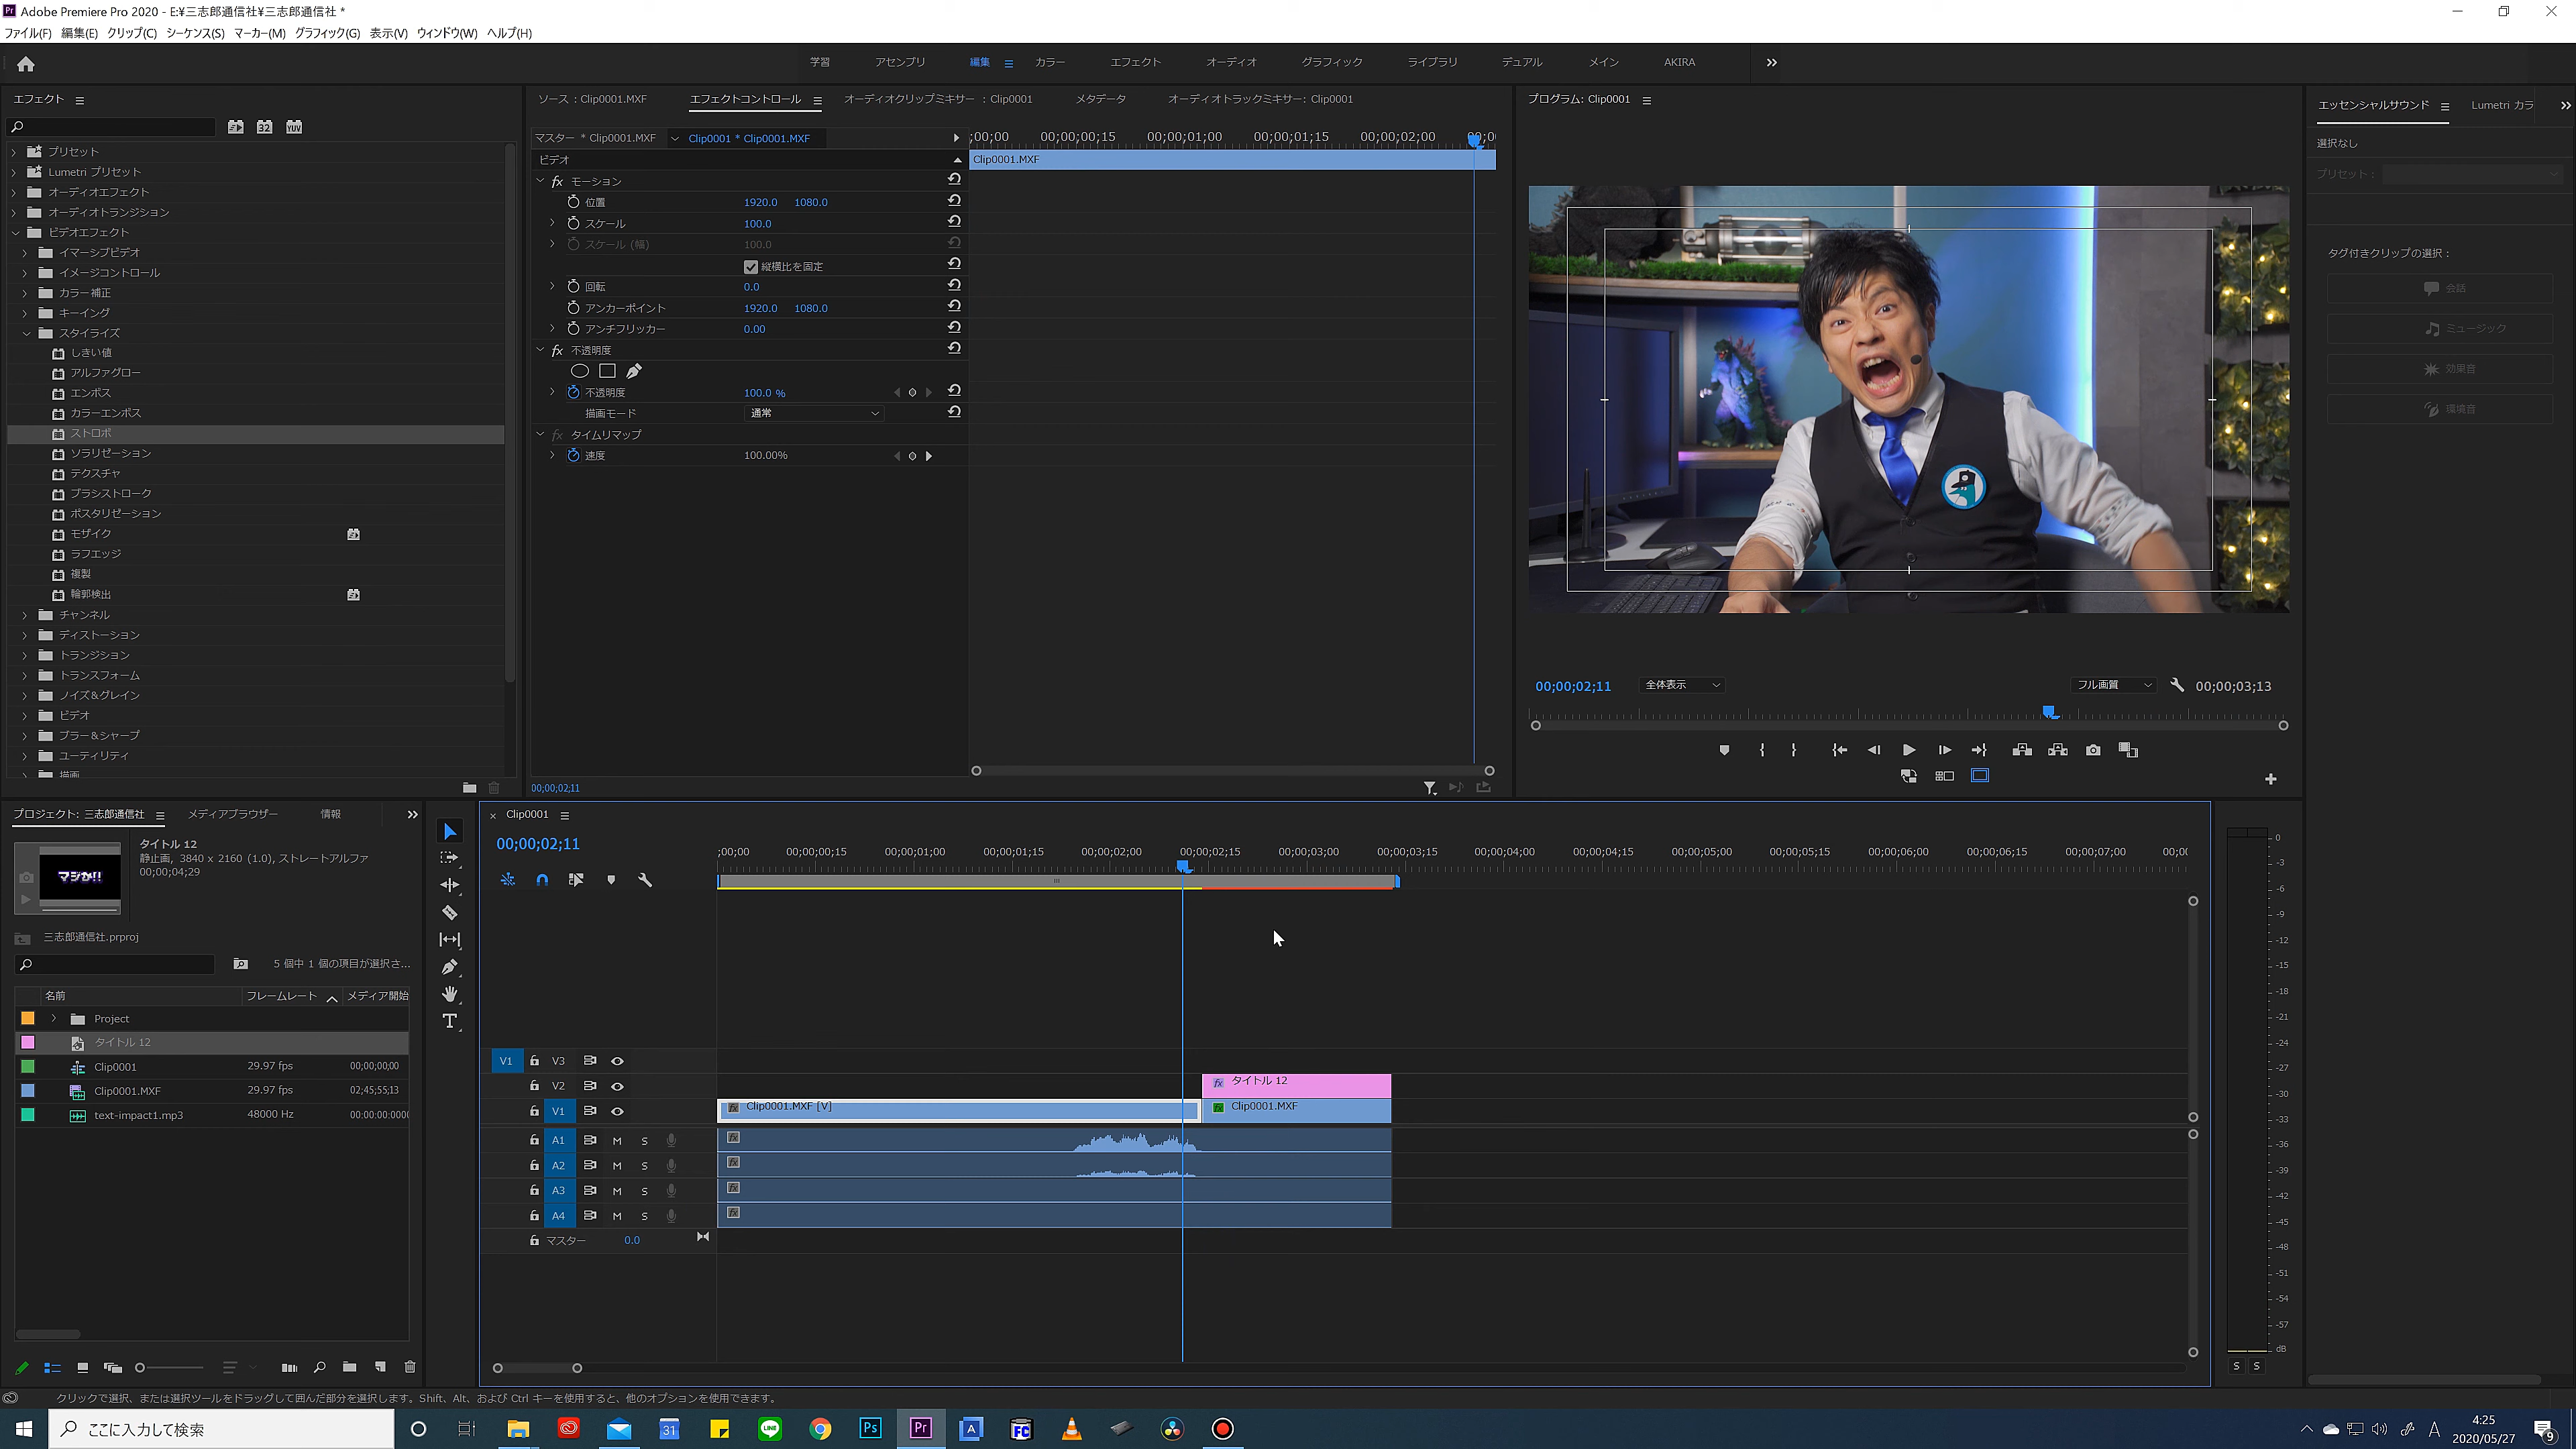 Adobe Premiere Pro 2020 - E:¥三志郎通信社¥三志郎通信社 *
ファイル(F) 編集(E) クリップ(C) シーケンス(S) マーカー(M) グラフィック(G) 表示(V) ウィンドウ(W) ヘルプ(H)
学習 アセンブリ 編集 カラー エフェクト オーディオ グラフィック ライブラリ デュアル メイン AKIRA
エフェクト
プリセット
Lumetri プリセット
オーディオエフェクト
オーディオトランジション
ビデオエフェクト
イマーシブビデオ
イメージコントロール
カラー補正
キーイング
スタイライズ
しきい値
アルファグロー
エンボス
カラーエンボス
ストロボ
ソラリゼーション
テクスチャ
ブラシストローク
ポスタリゼーション
モザイク
ラフエッジ
複製
輪郭検出
チャンネル
ディストーション
トランジション
トランスフォーム
ノイズ&グレイン
ビデオ
ブラー&シャープ
ユーティリティ
描画
ソース : Clip0001.MXF エフェクトコントロール オーディオクリップミキサー : Clip0001 メタデータ オーディオトラックミキサー: Clip0001
マスター * Clip0001.MXF Clip0001 * Clip0001.MXF
;00;00 00;00;00;15 00;00;01;00 00;00;01;15 00;00;02;00
ビデオ Clip0001.MXF
fx モーション
位置 1920.0 1080.0
スケール 100.0
スケール (幅) 100.0
縦横比を固定
回転 0.0
アンカーポイント 1920.0 1080.0
アンチフリッカー 0.00
fx 不透明度
不透明度 100.0 %
描画モード 通常
fx タイムリマップ
速度 100.00%
00;00;02;11
プログラム: Clip0001
00;00;02;11 全体表示 フル画質 00;00;03;13
エッセンシャルサウンド Lumetri カラ
選択なし
プリセット :
タグ付きクリップの選択 :
会話
ミュージック
効果音
環境音
プロジェクト: 三志郎通信社 メディアブラウザー 情報
マジか!!
タイトル 12
静止画, 3840 x 2160 (1.0), ストレートアルファ
00;00;04;29
三志郎通信社.prproj
5 個中 1 個の項目が選択さ...
名前 フレームレート メディア開始
Project
タイトル 12
Clip0001 29.97 fps 00;00;00;00
Clip0001.MXF 29.97 fps 02;45;55;13
text-impact1.mp3 48000 Hz 00:00:00:0000
Clip0001
00;00;02;11
;00;00 00;00;00;15 00;00;01;00 00;00;01;15 00;00;02;00 00;00;02;15 00;00;03;00 00;00;03;15 00;00;04;00 00;00;04;15 00;00;05;00 00;00;05;15 00;00;06;00 00;00;06;15 00;00;07;00 00;0
V1 V3
V2 fx タイトル 12
V1 fx Clip0001.MXF [V] fx Clip0001.MXF
A1 M S fx
A2 M S fx
A3 M S fx
A4 M S fx
マスター 0.0
0
-3
-6
-9
-12
-15
-18
-21
-24
-27
-30
-33
-36
-39
-42
-45
-48
-51
-54
-57
dB
S S
クリックで選択、または選択ツールをドラッグして囲んだ部分を選択します。Shift、Alt、および Ctrl キーを使用すると、他のオプションを使用できます。
ここに入力して検索
31 LINE Ps Pr A FC
A 4:25
2020/05/27
9